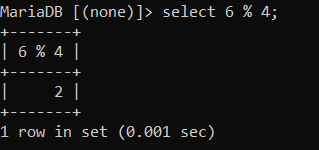 MariaDB [(none)]> select 6 % 4;
+-------+
| 6 % 4 |
+-------+
|     2 |
+-------+
1 row in set (0.001 sec)